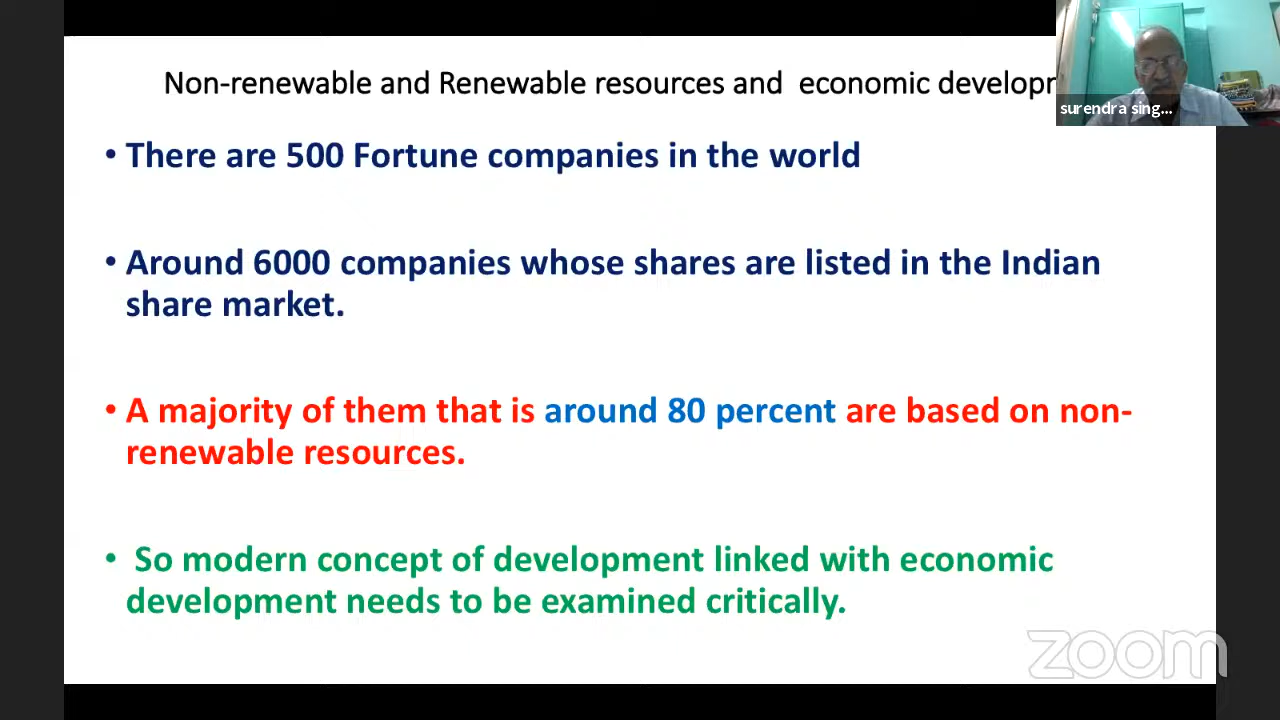 Non-renewable and Renewable resources and economic developm
surendra sing...
• There are 500 Fortune companies in the world
• Around 6000 companies whose shares are listed in the Indian
share market.
• A majority of them that is around 80 percent are based on non-
renewable resources.
• So modern concept of development linked with economic
development needs to be examined critically.
zoom